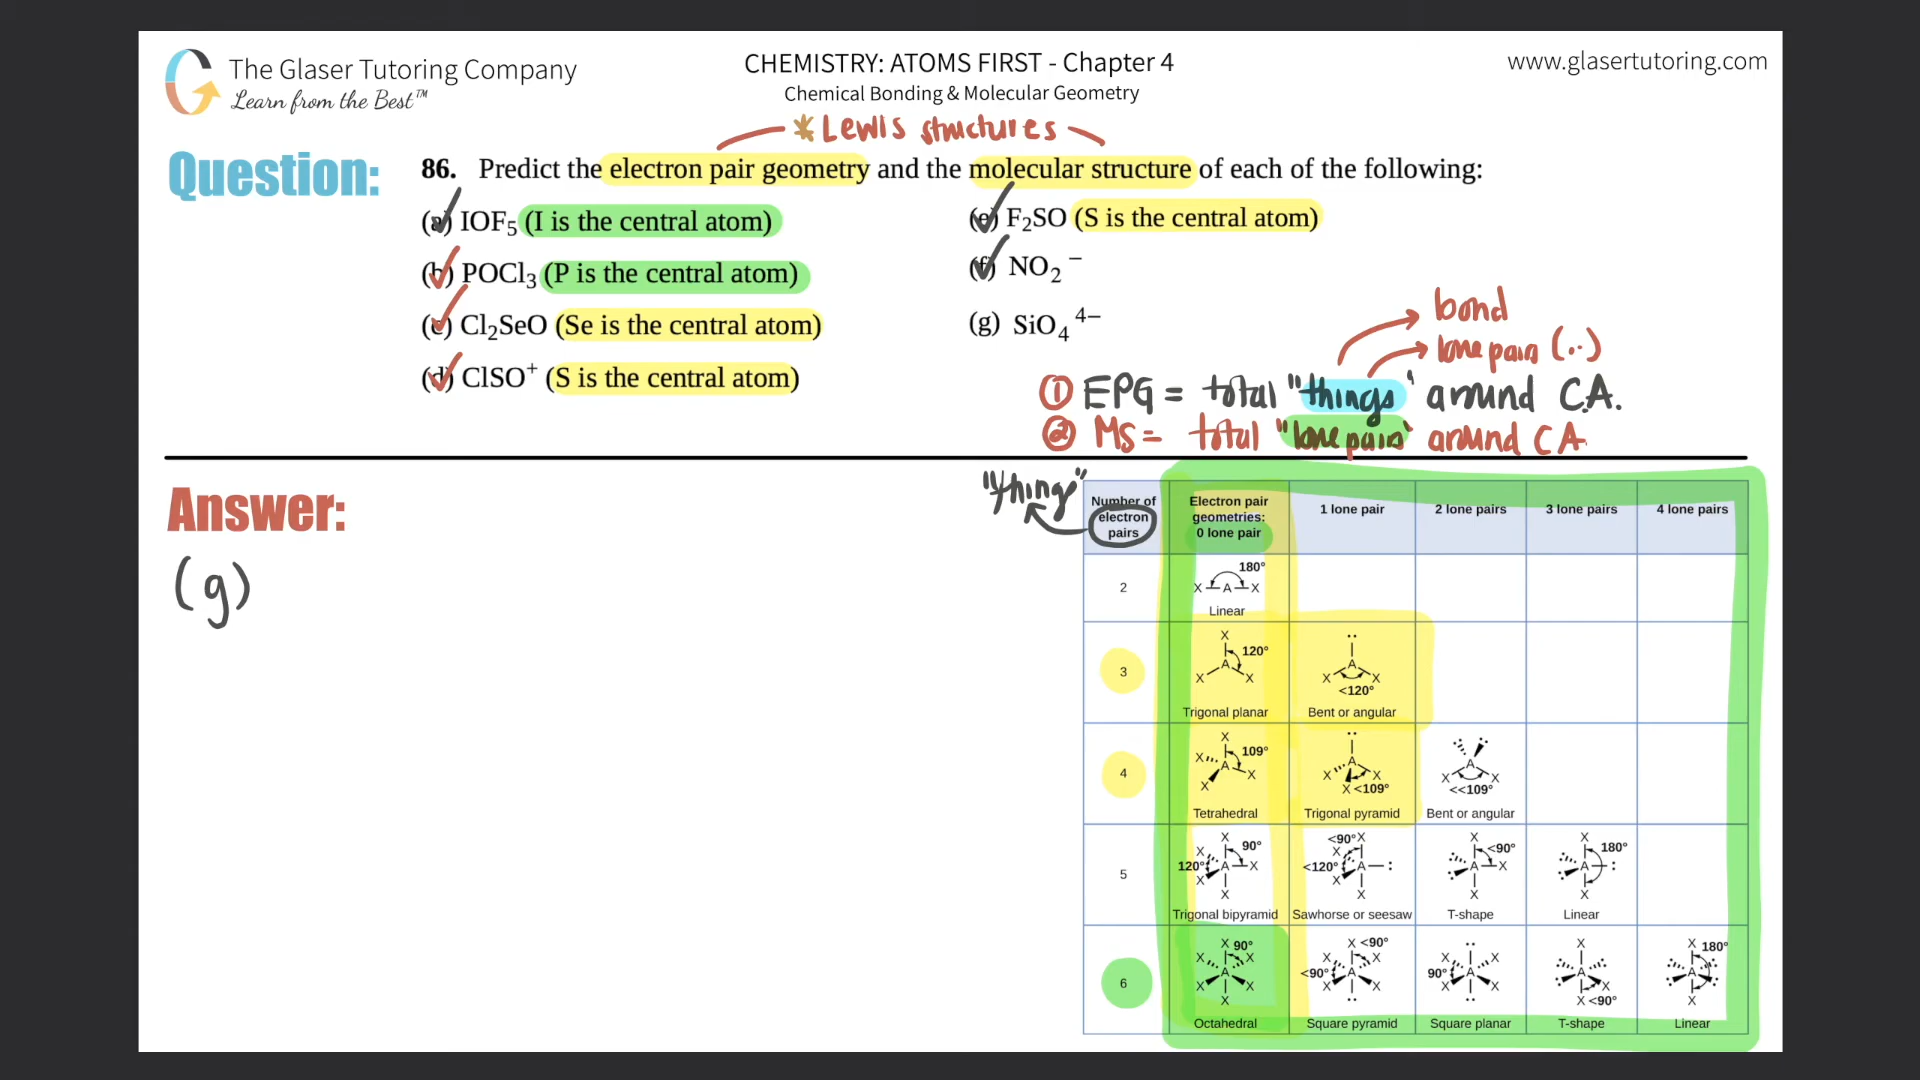 The Glaser Tutoring Company
Learn from the Best™
CHEMISTRY: ATOMS FIRST - Chapter 4
Chemical Bonding & Molecular Geometry
www.glasertutoring.com
* Lewis structures
Question:
86. Predict the electron pair geometry and the molecular structure of each of the following:
(a) IOF5 (I is the central atom)
(b) POCl3 (P is the central atom)
(c) Cl2SeO (Se is the central atom)
(d) ClSO+ (S is the central atom)
(e) F2SO (S is the central atom)
(f) NO2 −
(g) SiO4 4−
bond
lone pair (··)
① EPG = total "things" around C.A.
② MS = total "lone pairs" around CA.
Answer:
(g)
"things"
Number of electron pairs
Electron pair geometries: 0 lone pair
1 lone pair
2 lone pairs
3 lone pairs
4 lone pairs
2
180°
X A X
Linear
3
X
120°
A
X X
Trigonal planar
··
A
X X
<120°
Bent or angular
4
X
109°
X A
X X
Tetrahedral
··
A
X X
X <109°
Trigonal pyramid
A
X X
<<109°
Bent or angular
5
X 90°
X
120° A X
X
X
Trigonal bipyramid
<90° X
X
<120° A :
X
X
Sawhorse or seesaw
X
<90°
A X
X
T-shape
X
180°
A :
X
Linear
6
X 90°
X X
A
X X
X
Octahedral
X <90°
X X
<90° A
X X
··
Square pyramid
··
X X
90° A
X X
··
Square planar
X
A
X
X <90°
T-shape
X 180°
A
X
Linear